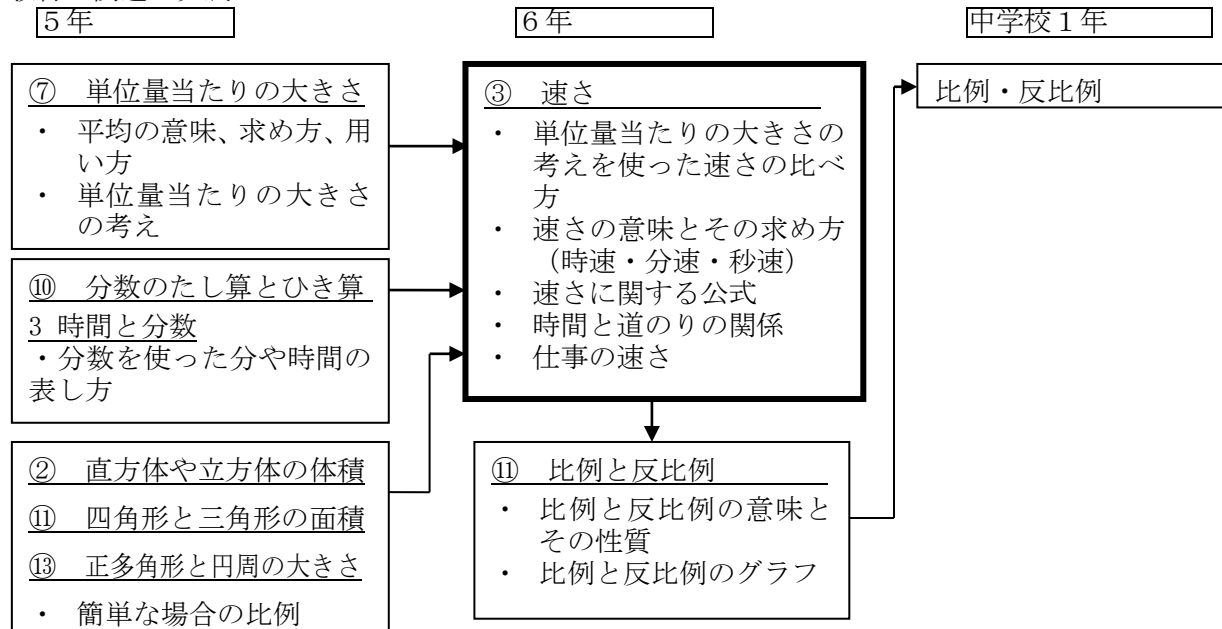 5年
6年
中学校1年
⑦ 単位量当たりの大きさ
・ 平均の意味、求め方、用
い方
・ 単位量当たりの大きさ
の考え
⑩ 分数のたし算とひき算
3 時間と分数
・分数を使った分や時間の
表し方
② 直方体や立方体の体積
⑪ 四角形と三角形の面積
⑬ 正多角形と円周の大きさ
・ 簡単な場合の比例
③ 速さ
・ 単位量当たりの大きさの
考えを使った速さの比べ
方
・ 速さの意味とその求め方
(時速・分速・秒速)
・ 速さに関する公式
・ 時間と道のりの関係
・ 仕事の速さ
⑪ 比例と反比例
・ 比例と反比例の意味と
その性質
・ 比例と反比例のグラフ
比例・反比例